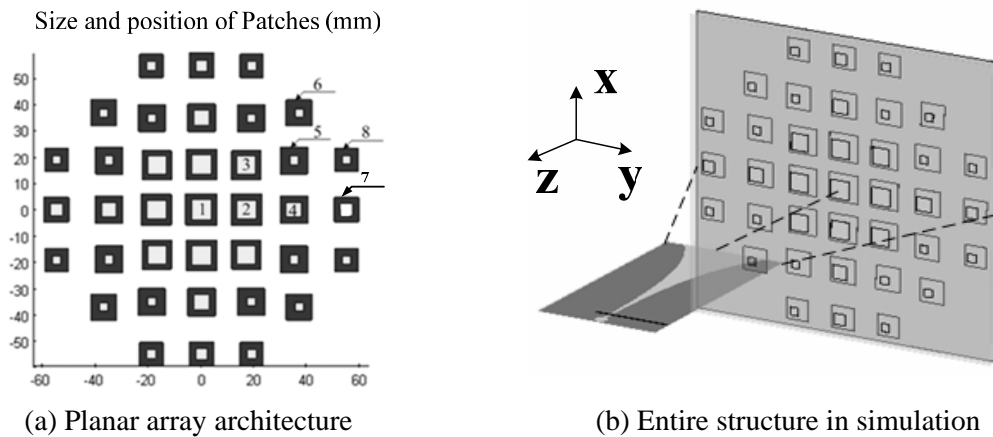 Size and position of Patches (mm)
50
40
30
20
10
0
-10
-20
-30
-40
-50
-60 -40 -20 0 20 40 60
6
5 8
3
7
1 2 4
x
z y
(a) Planar array architecture
(b) Entire structure in simulation